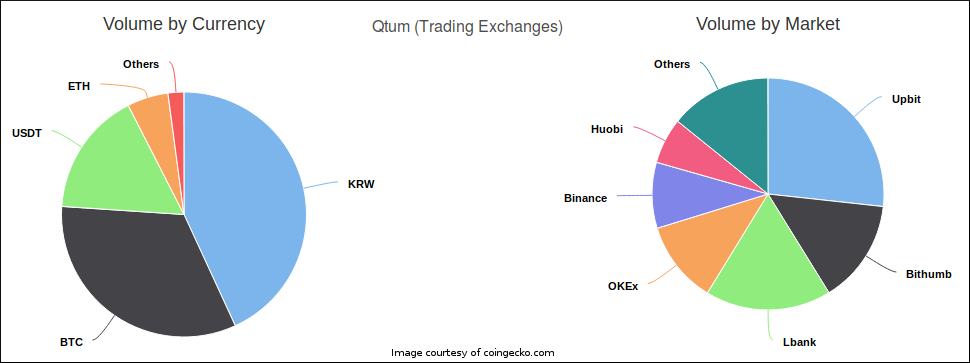 Volume by Currency
Qtum (Trading Exchanges)
Volume by Market
Others
ETH
USDT
KRW
BTC
Others
Upbit
Huobi
Binance
Bithumb
OKEx
Lbank
Image courtesy of coingecko.com